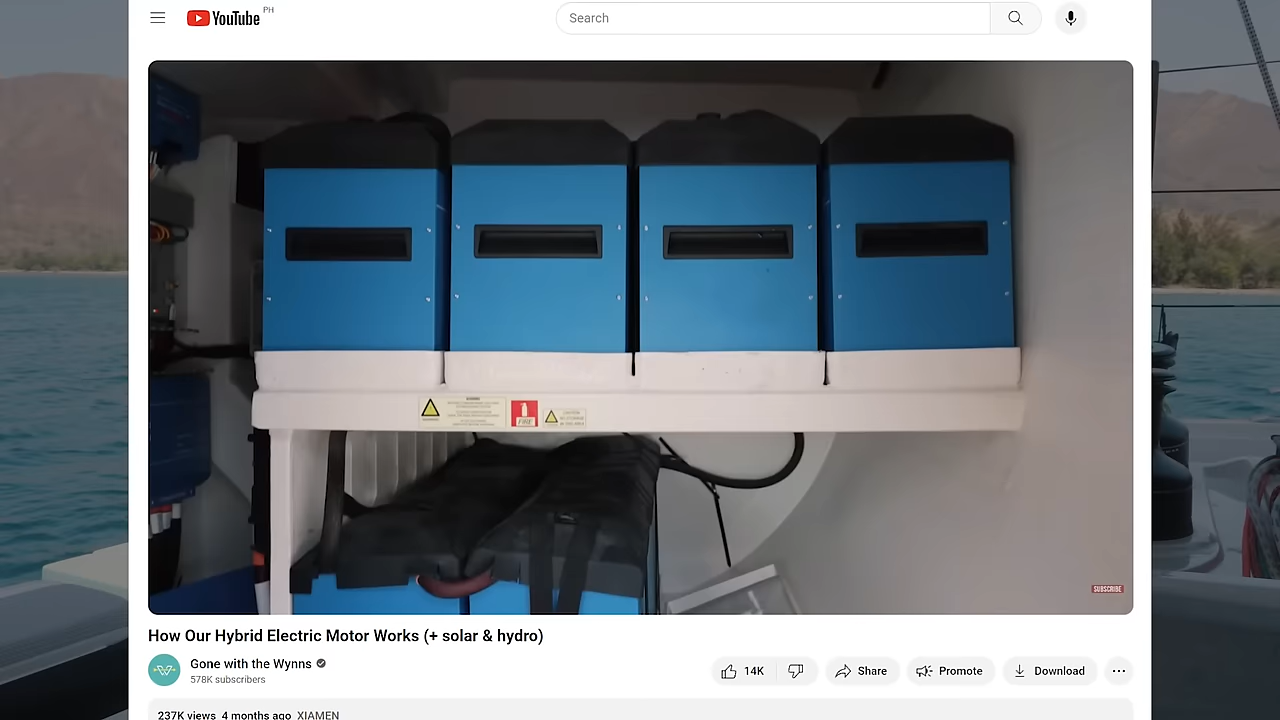 YouTube PH
Search
FIRE
SUBSCRIBE
How Our Hybrid Electric Motor Works (+ solar & hydro)
Gone with the Wynns
578K subscribers
14K
Share
Promote
Download
237K views 4 months ago XIAMEN